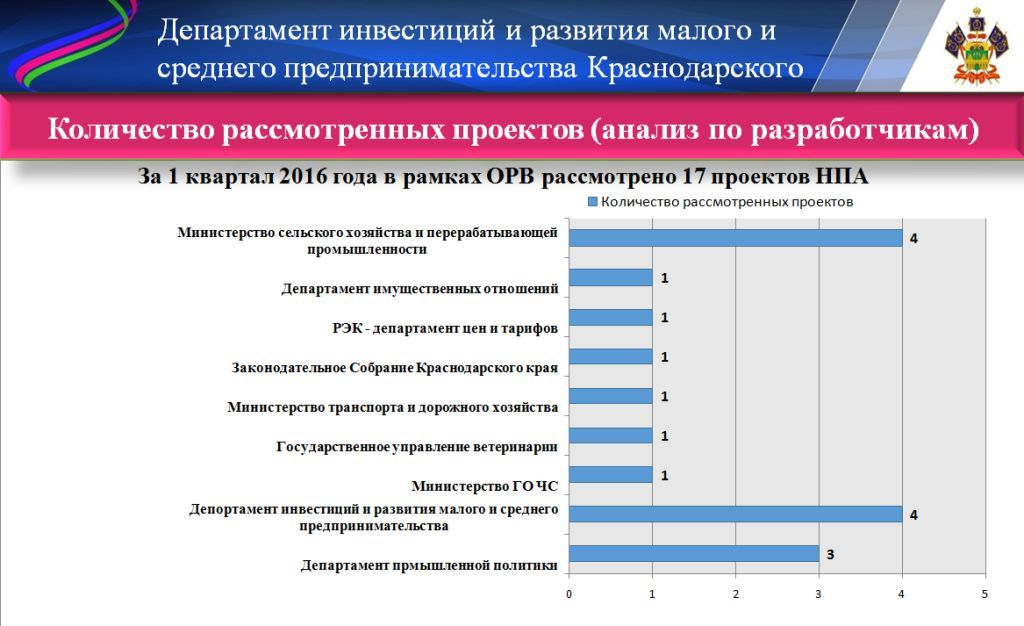 Департамент инвестиций и развития малого и
среднего предпринимательства Краснодарского
Количество рассмотренных проектов (анализ по разработчикам)
За 1 квартал 2016 года в рамках ОРВ рассмотрено 17 проектов НПА
Количество рассмотренных проектов
Министерство сельского хозяйства и перерабатывающей
промышленности
4
Департамент имущественных отношений
1
РЭК - департамент цен и тарифов
1
Законодательное Собрание Краснодарского края
1
Министерство транспорта и дорожного хозяйства
1
Государственное управление ветеринарии
1
Министерство ГО ЧС
1
Депортамент инвестиций и развития малого и среднего
предпринимательства
4
Департамент прмышленной политики
3
0 1 2 3 4 5